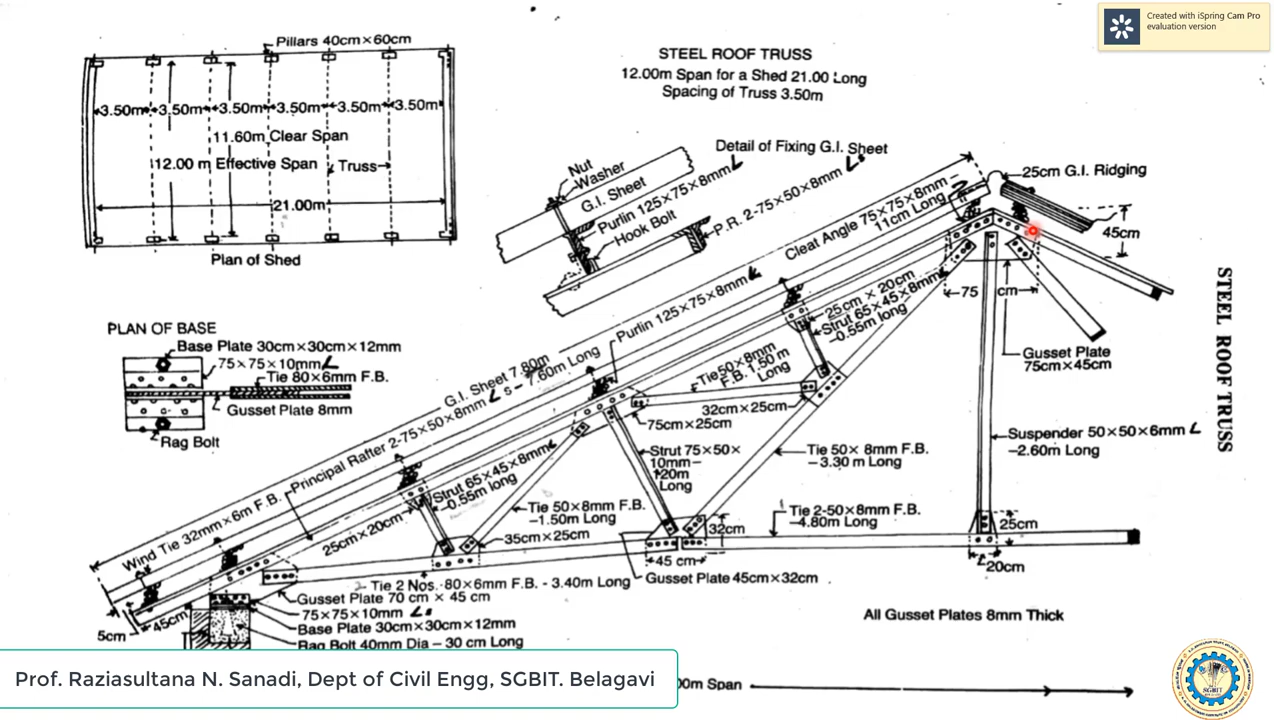 Created with iSpring Cam Pro
evaluation version
Pillars 40cm×60cm
3.50m
3.50m
3.50m
3.50m
3.50m
3.50m
11.60m Clear Span
12.00 m Effective Span
Truss
21.00m
Plan of Shed
STEEL ROOF TRUSS
12.00m Span for a Shed 21.00 Long
Spacing of Truss 3.50m
Detail of Fixing G.I. Sheet
Nut
Washer
G.I. Sheet
Purlin 125×75×8mm
Hook Bolt
P.R. 2-75×50×8mm
Cleat Angle 75×75×8mm –
11cm Long
25cm G.I. Ridging
45cm
75 cm
Gusset Plate
75cm×45cm
PLAN OF BASE
Base Plate 30cm×30cm×12mm
75×75×10mm
Tie 80×6mm F.B.
Gusset Plate 8mm
Rag Bolt
G.I. Sheet 7.80m
Principal Rafter 2-75×50×8mm s – 7.60m Long
Purlin 125×75×8mm
Wind Tie 32mm×6m F.B.
25cm × 20cm
Strut 65×45×8mm
–0.55m long
Tie 50×8mm
F.B. 1.50 m
Long
32cm×25cm
75cm×25cm
Strut 75×50×
10mm–
Long
Tie 50× 8mm F.B.
–3.30 m Long
Suspender 50×50×6mm
–2.60m Long
Strut 65×45×8mm
–0.55m long
25cm×20cm
Tie 50×8mm F.B.
–1.50m Long
35cm×25cm
32cm
Tie 2-50×8mm F.B.
–4.80m Long
25cm
20cm
45 cm
Gusset Plate 45cm×32cm
Tie 2 Nos. 80×6mm F.B. - 3.40m Long
Gusset Plate 70 cm × 45 cm
75×75×10mm
Base Plate 30cm×30cm×12mm
Rag Bolt 40mm Dia – 30 cm Long
5cm
45cm
All Gusset Plates 8mm Thick
STEEL ROOF TRUSS
Prof. Raziasultana N. Sanadi, Dept of Civil Engg, SGBIT. Belagavi
00m Span
SGBIT